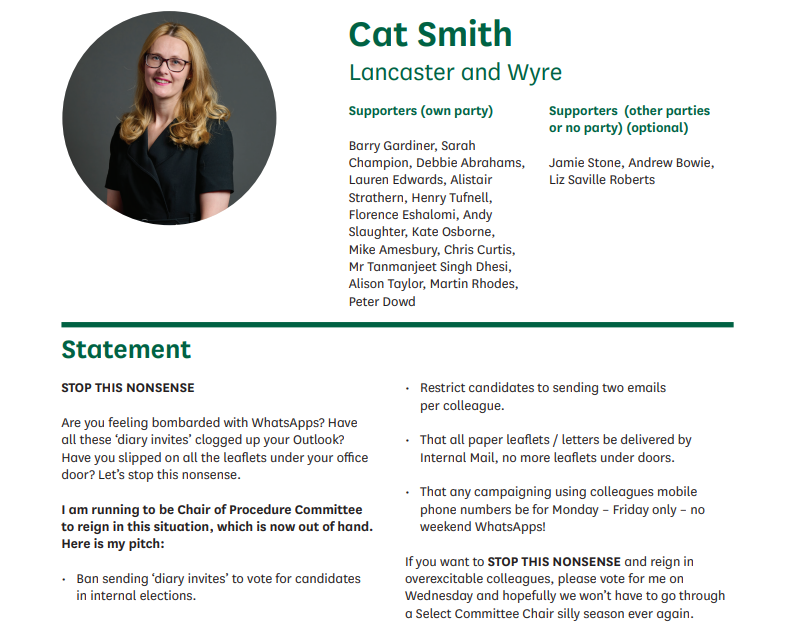 Cat Smith
Lancaster and Wyre
Supporters (own party)
Barry Gardiner, Sarah
Champion, Debbie Abrahams,
Lauren Edwards, Alistair
Strathern, Henry Tufnell,
Florence Eshalomi, Andy
Slaughter, Kate Osborne,
Mike Amesbury, Chris Curtis,
Mr Tanmanjeet Singh Dhesi,
Alison Taylor, Martin Rhodes,
Peter Dowd
Supporters (other parties
or no party) (optional)
Jamie Stone, Andrew Bowie,
Liz Saville Roberts
Statement
STOP THIS NONSENSE
Are you feeling bombarded with WhatsApps? Have
all these ‘diary invites’ clogged up your Outlook?
Have you slipped on all the leaflets under your office
door? Let’s stop this nonsense.
I am running to be Chair of Procedure Committee
to reign in this situation, which is now out of hand.
Here is my pitch:
• Ban sending ‘diary invites’ to vote for candidates
in internal elections.
• Restrict candidates to sending two emails
per colleague.
• That all paper leaflets / letters be delivered by
Internal Mail, no more leaflets under doors.
• That any campaigning using colleagues mobile
phone numbers be for Monday – Friday only – no
weekend WhatsApps!
If you want to STOP THIS NONSENSE and reign in
overexcitable colleagues, please vote for me on
Wednesday and hopefully we won’t have to go through
a Select Committee Chair silly season ever again.